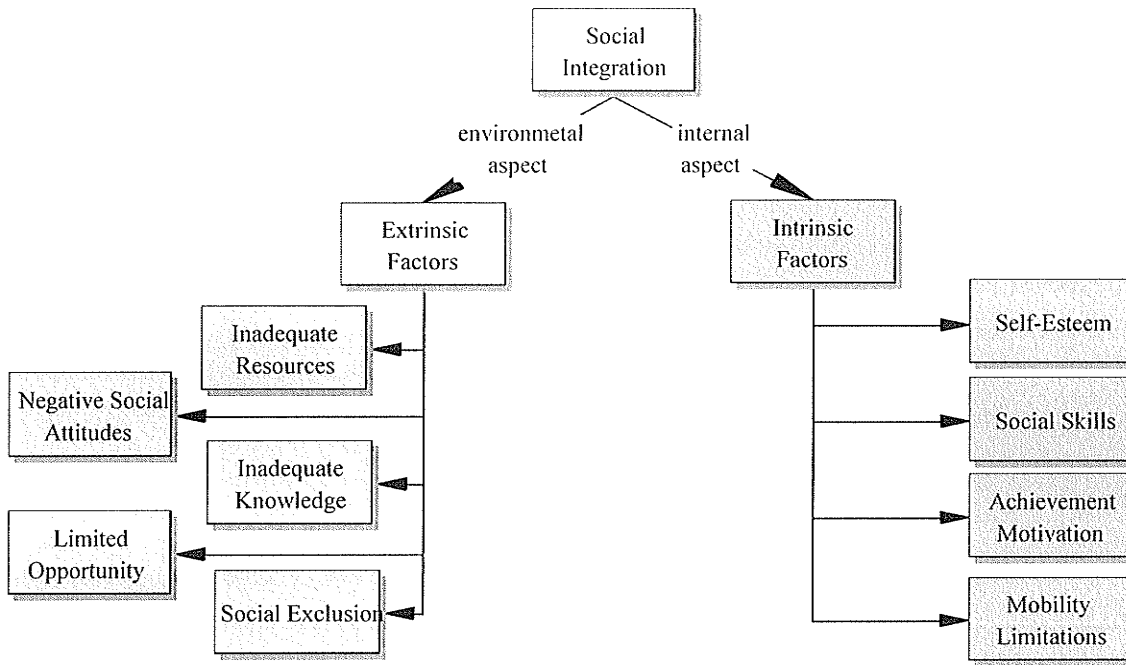 Social
Integration
environmetal
aspect
internal
aspect
Extrinsic
Factors
Intrinsic
Factors
Inadequate
Resources
Negative Social
Attitudes
Inadequate
Knowledge
Limited
Opportunity
Social Exclusion
Self-Esteem
Social Skills
Achievement
Motivation
Mobility
Limitations